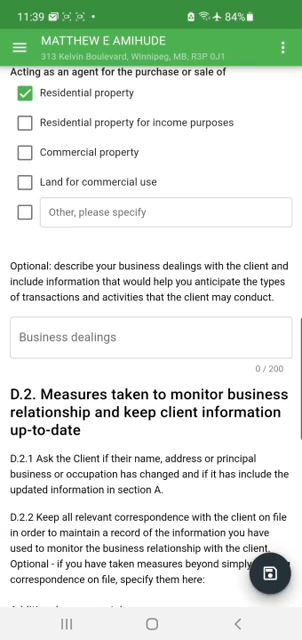 11:39
84%
MATTHEW E AMIHUDE
313 Kelvin Boulevard, Winnipeg, MB, R3P 0J1
Acting as an agent for the purchase or sale of
Residential property
Residential property for income purposes
Commercial property
Land for commercial use
Other, please specify
Optional: describe your business dealings with the client and
include information that would help you anticipate the types
of transactions and activities that the client may conduct.
Business dealings
0 / 200
D.2. Measures taken to monitor business
relationship and keep client information
up-to-date
D.2.1 Ask the Client if their name, address or principal
business or occupation has changed and if it has include the
updated information in section A.
D.2.2 Keep all relevant correspondence with the client on file
in order to maintain a record of the information you have
used to monitor the business relationship with the client.
Optional - if you have taken measures beyond simply
correspondence on file, specify them here: